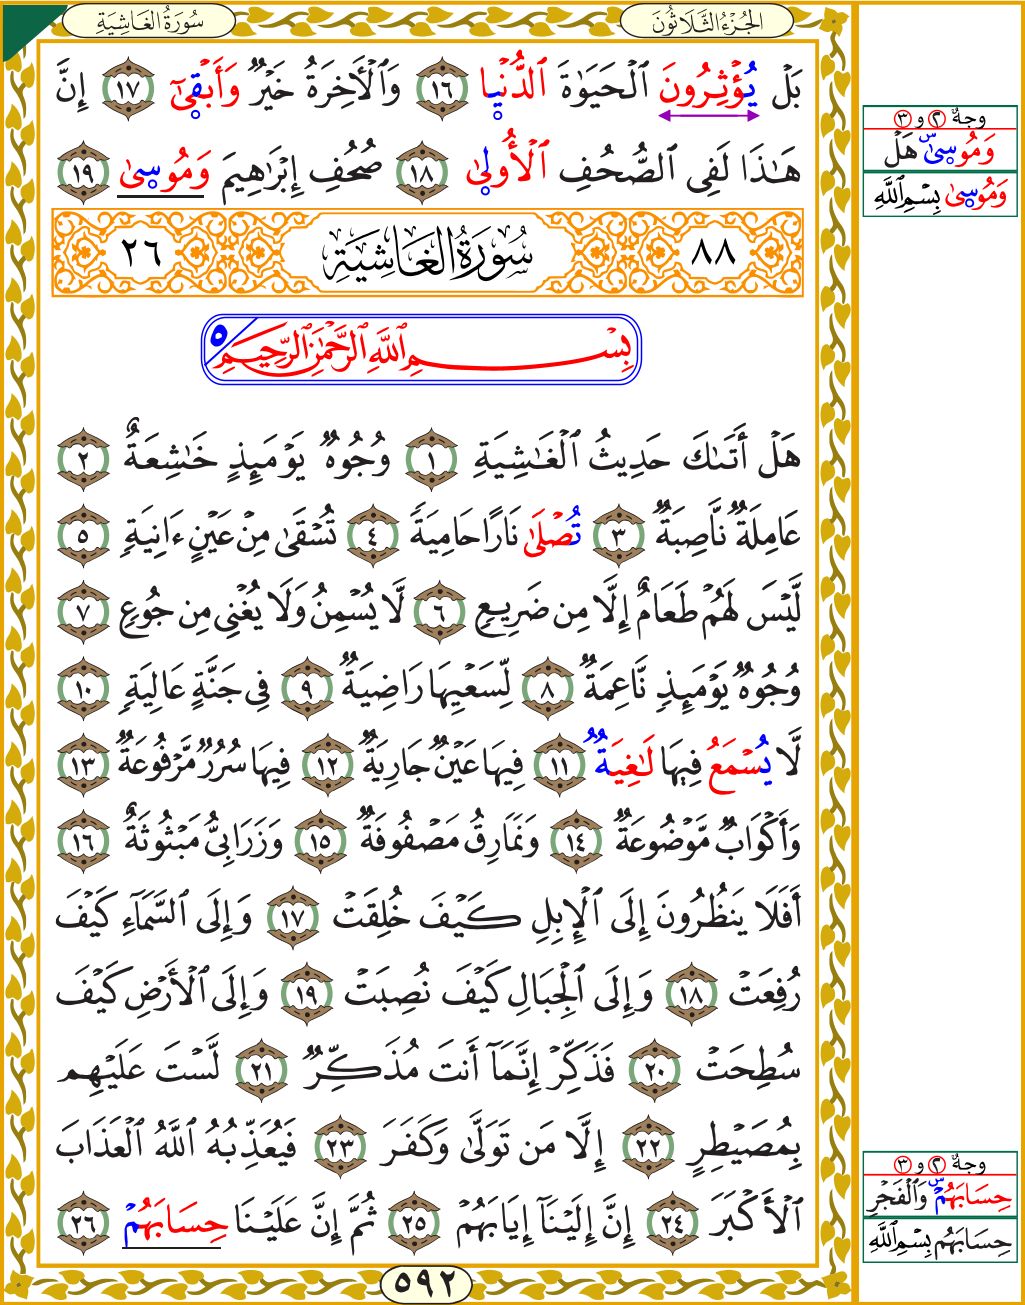 سُورَةُ الغَاشِيَةِ
الجُزْءُ الثَّلَاثُونَ
بَلْ يُؤْثِرُونَ ٱلْحَيَوٰةَ ٱلدُّنْيٜا ١٦ وَٱلْأٓخِرَةُ خَيْرٌ وَأَبْقٜىٰٓ ١٧ إِنَّ
هَـٰذَا لَفِى ٱلصُّحُفِ ٱلْأُولٜىٰ ١٨ صُحُفِ إِبْرَٰهِيمَ وَمُوسٜىٰ ١٩
٨٨ سُورَةُ الغَاشِيَةِ ٢٦
بِسْمِ ٱللَّهِ ٱلرَّحْمَـٰنِ ٱلرَّحِيمِ ٥
هَلْ أَتَىٰكَ حَدِيثُ ٱلْغَـٰشِيَةِ ١ وُجُوهٌ يَوْمَئِذٍ خَـٰشِعَةٌ ٢
عَامِلَةٌ نَّاصِبَةٌ ٣ تُصْلَىٰ نَارًا حَامِيَةً ٤ تُسْقَىٰ مِنْ عَيْنٍ ءَانِيَةٍ ٥
لَّيْسَ لَهُمْ طَعَامٌ إِلَّا مِن ضَرِيعٍ ٦ لَّا يُسْمِنُ وَلَا يُغْنِى مِن جُوعٍ ٧
وُجُوهٌ يَوْمَئِذٍ نَّاعِمَةٌ ٨ لِّسَعْيِهَا رَاضِيَةٌ ٩ فِى جَنَّةٍ عَالِيَةٍ ١٠
لَّا يُسْمَعُ فِيهَا لَـٰغِيَةٌ ١١ فِيهَا عَيْنٌ جَارِيَةٌ ١٢ فِيهَا سُرُرٌ مَّرْفُوعَةٌ ١٣
وَأَكْوَابٌ مَّوْضُوعَةٌ ١٤ وَنَمَارِقُ مَصْفُوفَةٌ ١٥ وَزَرَابِىُّ مَبْثُوثَةٌ ١٦
أَفَلَا يَنظُرُونَ إِلَى ٱلْإِبِلِ كَيْفَ خُلِقَتْ ١٧ وَإِلَى ٱلسَّمَآءِ كَيْفَ
رُفِعَتْ ١٨ وَإِلَى ٱلْجِبَالِ كَيْفَ نُصِبَتْ ١٩ وَإِلَى ٱلْأَرْضِ كَيْفَ
سُطِحَتْ ٢٠ فَذَكِّرْ إِنَّمَآ أَنتَ مُذَكِّرٌ ٢١ لَّسْتَ عَلَيْهِم
بِمُصَيْطِرٍ ٢٢ إِلَّا مَن تَوَلَّىٰ وَكَفَرَ ٢٣ فَيُعَذِّبُهُ ٱللَّهُ ٱلْعَذَابَ
ٱلْأَكْبَرَ ٢٤ إِنَّ إِلَيْنَآ إِيَابَهُمْ ٢٥ ثُمَّ إِنَّ عَلَيْنَا حِسَابَهُمْ ٢٦
٥٩٢
وجهٌ ٢ و ٣
وَمُوسٜىٰ س هَلْ
وَمُوسٜىٰ بِسْمِ ٱللَّهِ
وجهٌ ٢ و ٣
حِسَابَهُمْ س وَٱلْفَجْرِ
حِسَابَهُم بِسْمِ ٱللَّهِ